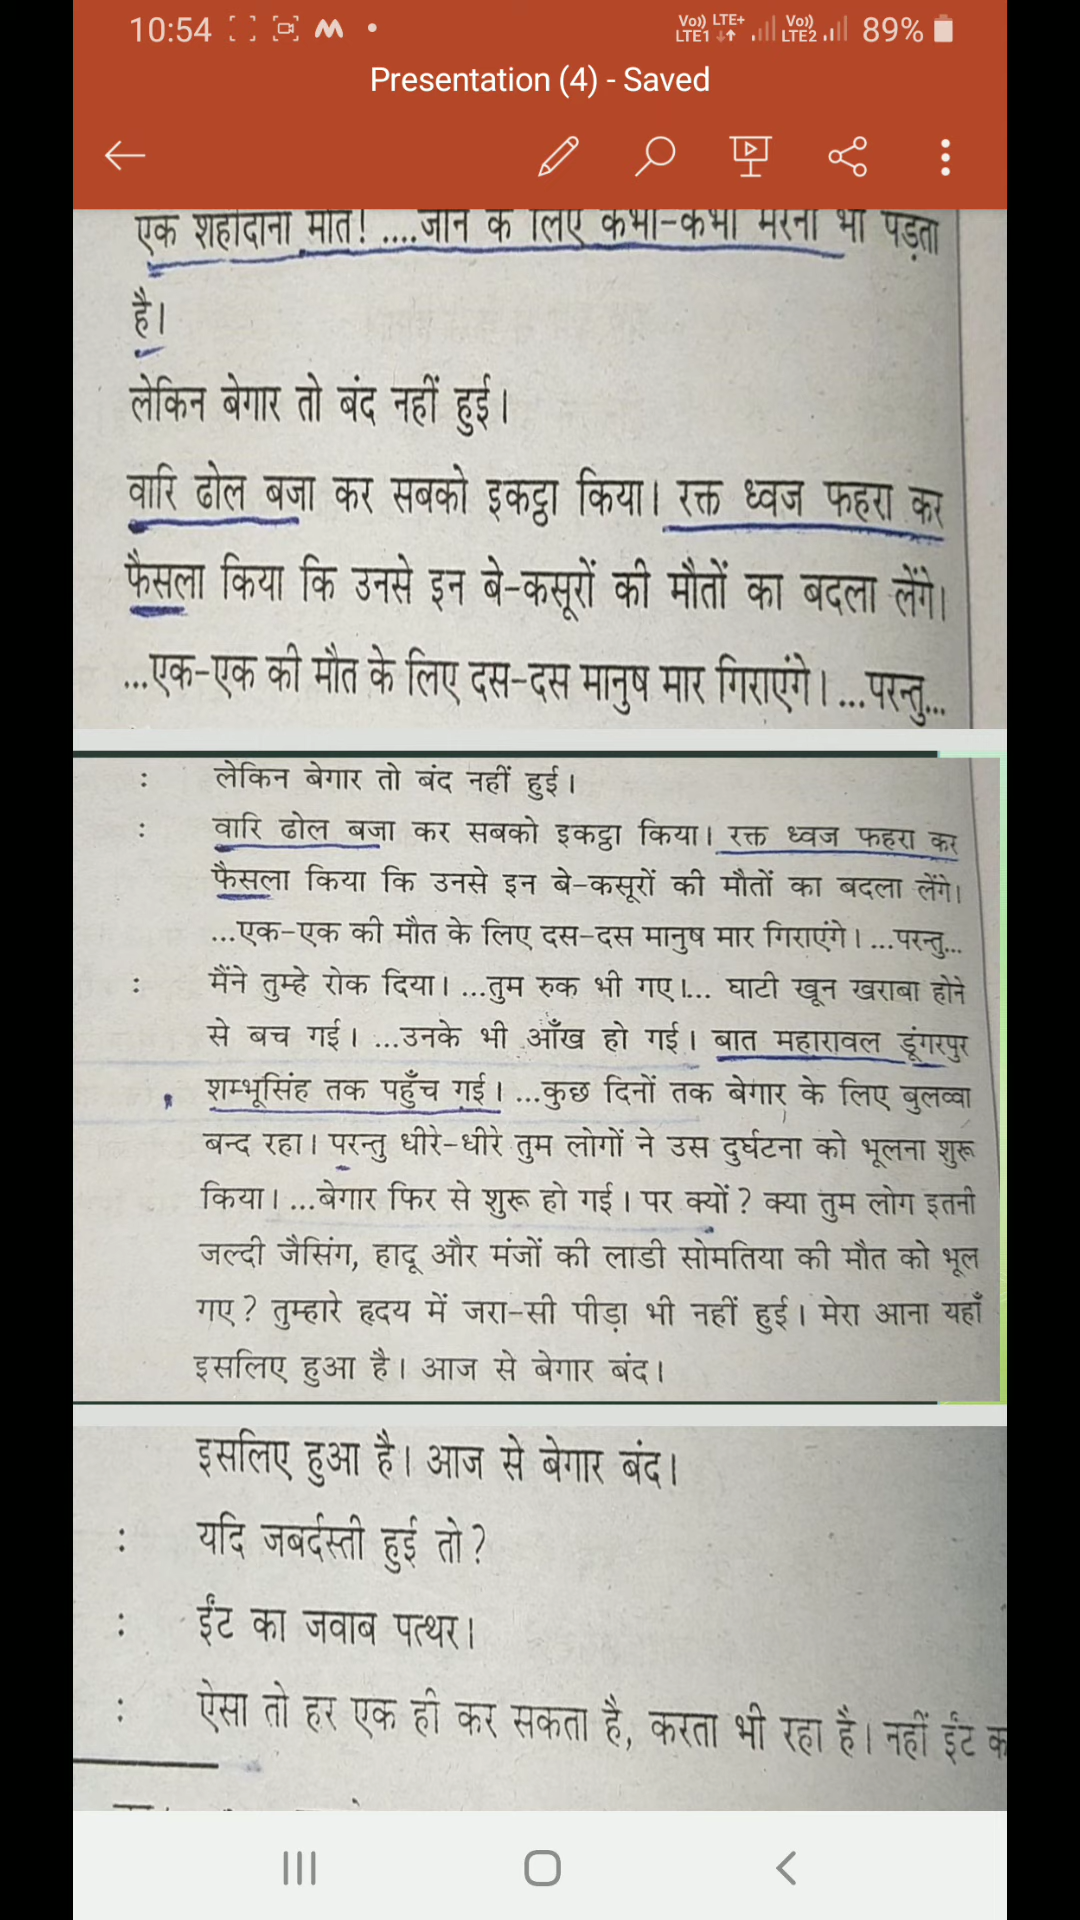 10:54
Vo)) LTE+
LTE1
Vo))
LTE2
89%
Presentation (4) - Saved
एक शहादाना मौत! ....जीने के लिए कभी-कभी मरना भी पड़ता
है।
लेकिन बेगार तो बंद नहीं हुई।
वारि ढोल बजा कर सबको इकट्ठा किया। रक्त ध्वज फहरा कर
फैसला किया कि उनसे इन बे-कसूरों की मौतों का बदला लेंगे।
...एक-एक की मौत के लिए दस-दस मानुष मार गिराएंगे। ...परन्तु...
: लेकिन बेगार तो बंद नहीं हुई।
: वारि ढोल बजा कर सबको इकट्ठा किया। रक्त ध्वज फहरा कर
फैसला किया कि उनसे इन बे-कसूरों की मौतों का बदला लेंगे।
...एक-एक की मौत के लिए दस-दस मानुष मार गिराएंगे। ...परन्तु...
: मैंने तुम्हे रोक दिया। ...तुम रुक भी गए।... घाटी खून खराबा होने
से बच गई। ...उनके भी आँख हो गई। बात महारावल डूंगरपुर
शम्भूसिंह तक पहुँच गई। ...कुछ दिनों तक बेगार के लिए बुलव्वा
बन्द रहा। परन्तु धीरे-धीरे तुम लोगों ने उस दुर्घटना को भूलना शुरू
किया। ...बेगार फिर से शुरू हो गई। पर क्यों? क्या तुम लोग इतनी
जल्दी जैसिंग, हादू और मंजों की लाडी सोमतिया की मौत को भूल
गए? तुम्हारे हृदय में जरा-सी पीड़ा भी नहीं हुई। मेरा आना यहाँ
इसलिए हुआ है। आज से बेगार बंद।
इसलिए हुआ है। आज से बेगार बंद।
: यदि जबर्दस्ती हुई तो?
: ईंट का जवाब पत्थर।
: ऐसा तो हर एक ही कर सकता है, करता भी रहा है। नहीं ईंट क